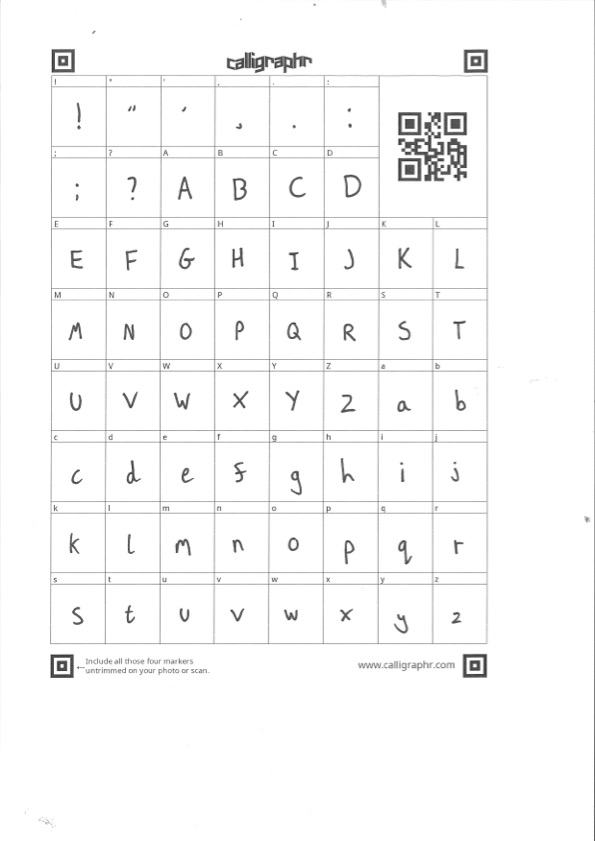 calligraphr
! " ' , . :
! " ' , . :
; ? A B C D
; ? A B C D
E F G H I J K L
E F G H I J K L
M N O P Q R S T
M N O P Q R S T
U V W X Y Z a b
U V W X Y Z a b
c d e f g h i j
c d e f g h i j
k l m n o p q r
k l m n o p q r
s t u v w x y z
s t u v w x y z
←Include all those four markers
untrimmed on your photo or scan.
www.calligraphr.com